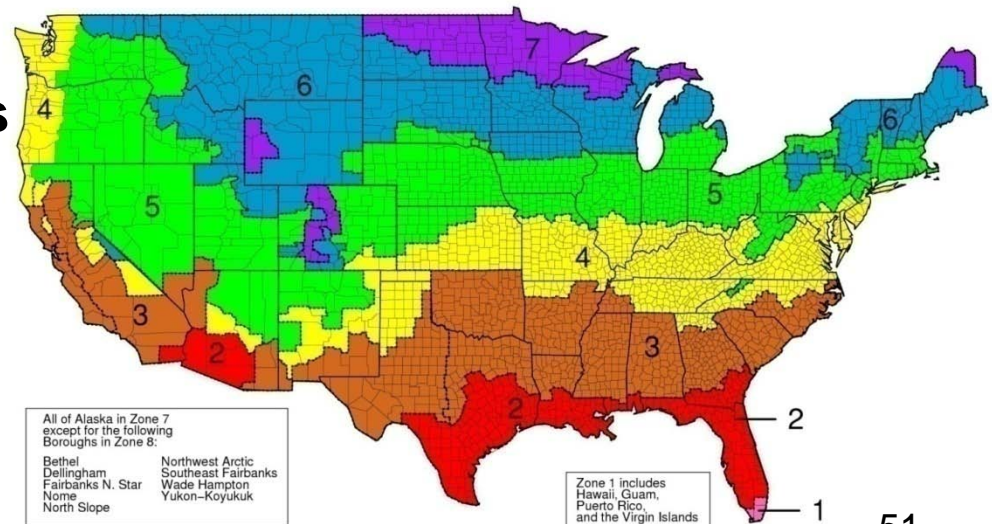 s
7
6
6
4
5
5
4
3
3
2
2
2
1
All of Alaska in Zone 7
except for the following
Boroughs in Zone 8:
Bethel Northwest Arctic
Dellingham Southeast Fairbanks
Fairbanks N. Star Wade Hampton
Nome Yukon-Koyukuk
North Slope
Zone 1 includes
Hawaii, Guam,
Puerto Rico,
and the Virgin Islands
51